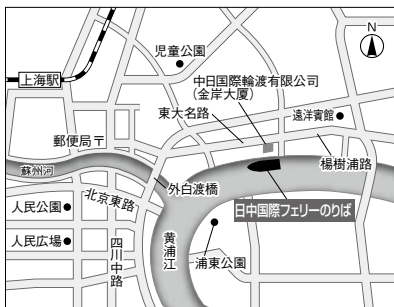 N
児童公園
上海駅
中日国際輪渡有限公司
(金岸大厦)
東大名路
遠洋賓館
郵便局〒
楊樹浦路
蘇州河
外白渡橋
北京東路
日中国際フェリーのりば
人民公園
人民広場
四川中路
黄浦江
浦東公園